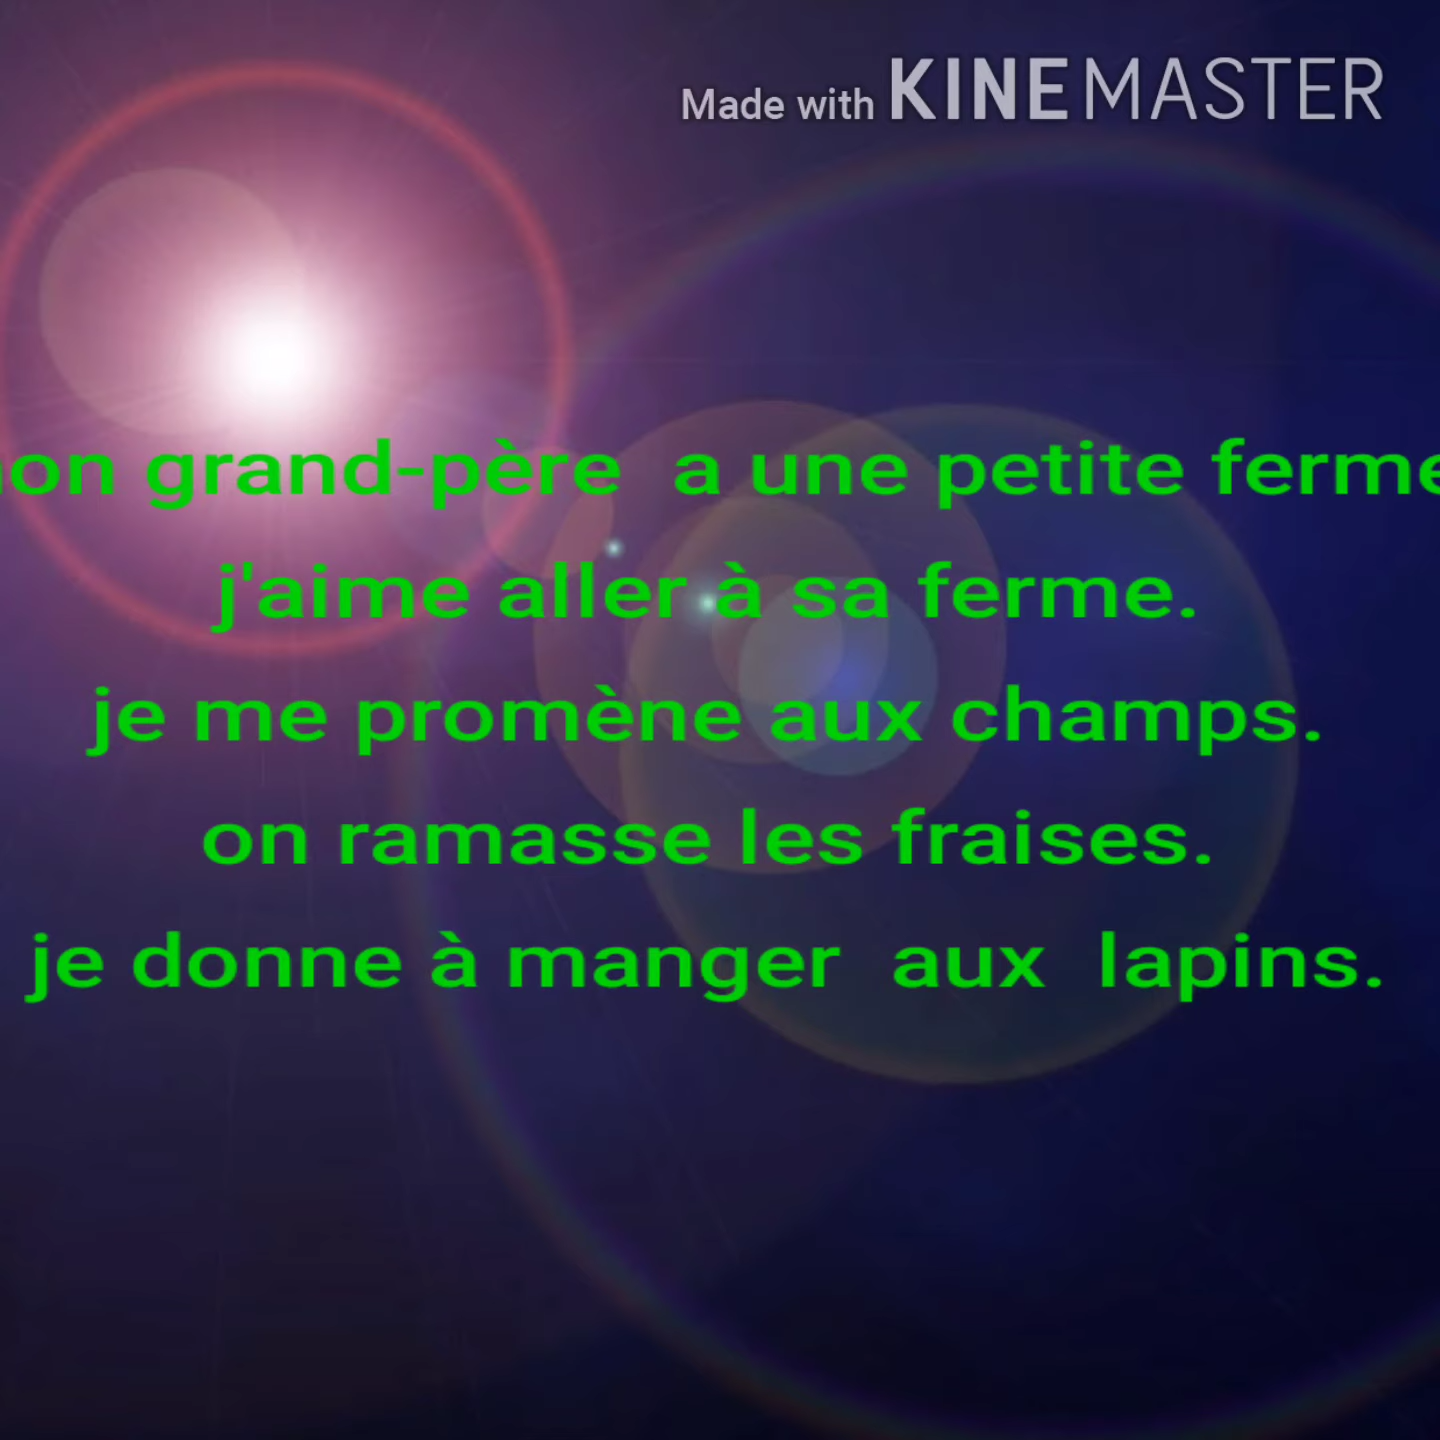 Made with KINEMASTER
on grand-père a une petite ferme
j'aime aller à sa ferme.
je me promène aux champs.
on ramasse les fraises.
je donne à manger aux lapins.